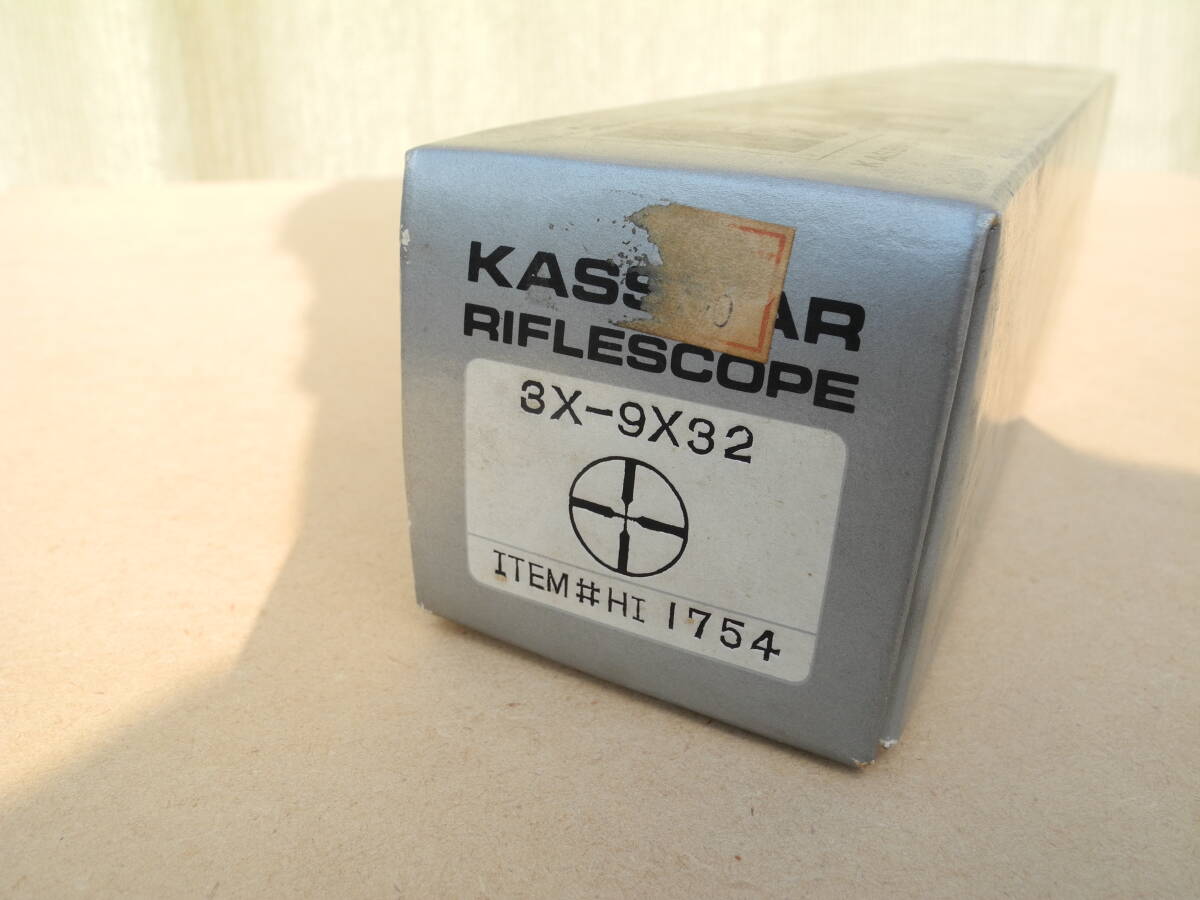 KASS AR
RIFLESCOPE
3X-9X32
ITEM#HI 1754